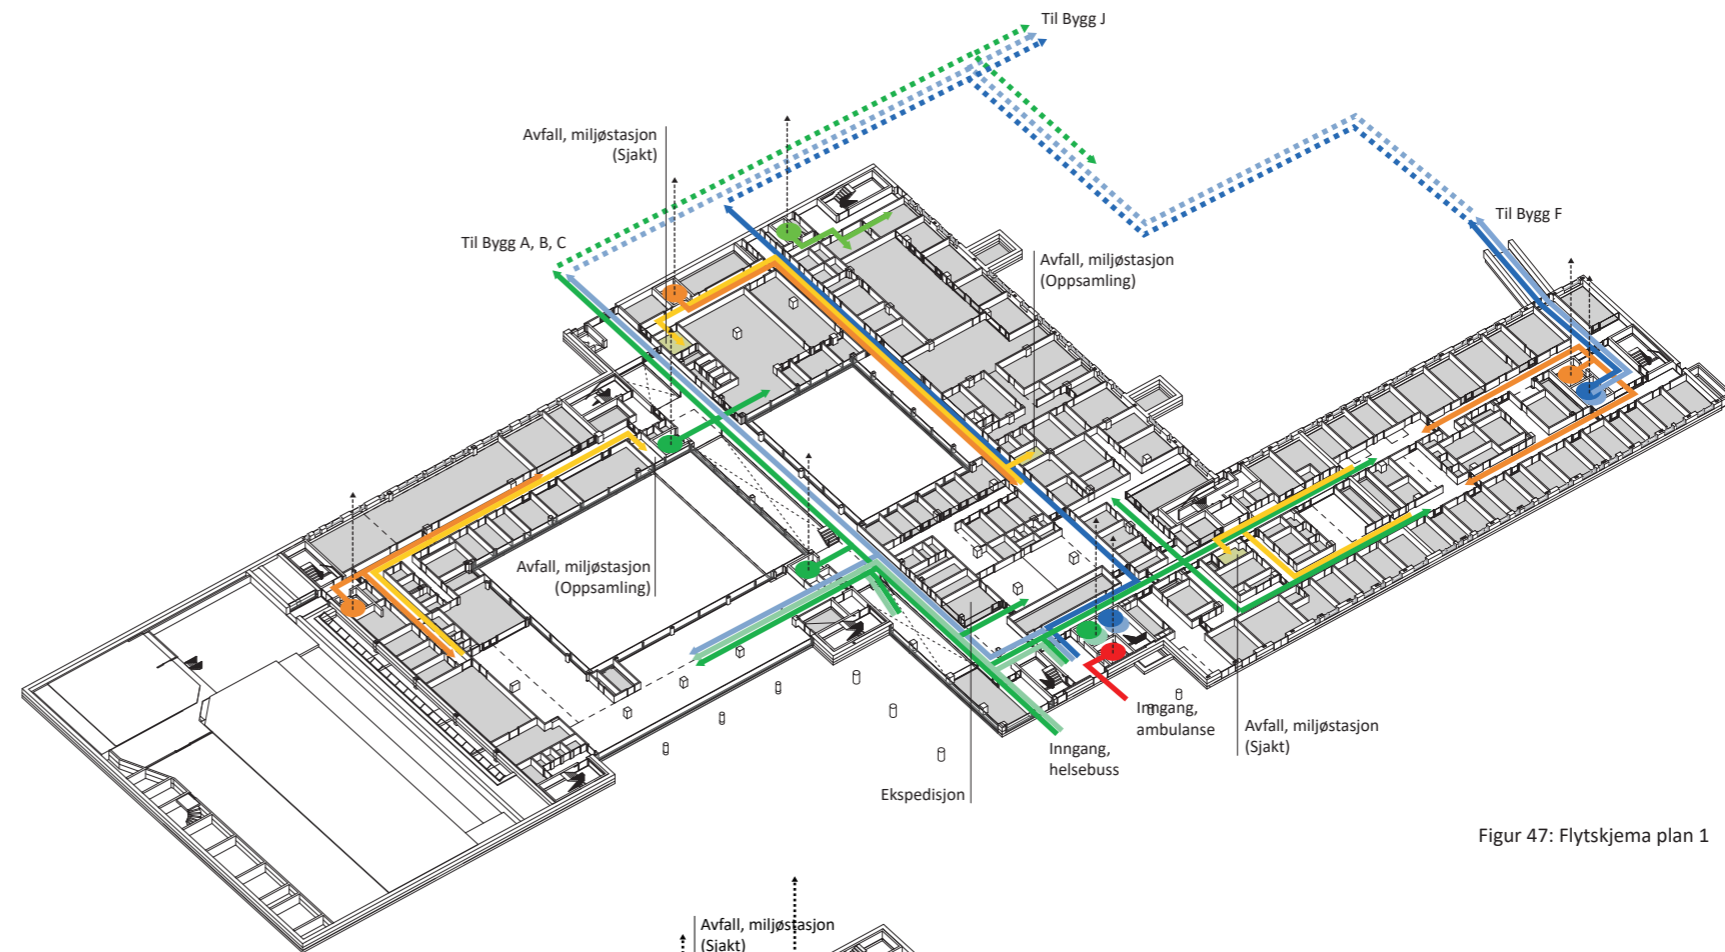 Til Bygg J
Avfall, miljøstasjon
(Sjakt)
Til Bygg A, B, C
Til Bygg F
Avfall, miljøstasjon
(Oppsamling)
Avfall, miljøstasjon
(Oppsamling)
Inngang,
ambulanse
Avfall, miljøstasjon
(Sjakt)
Inngang,
helsebuss
Ekspedisjon
Figur 47: Flytskjema plan 1
Avfall, miljøstasjon
(Sjakt)